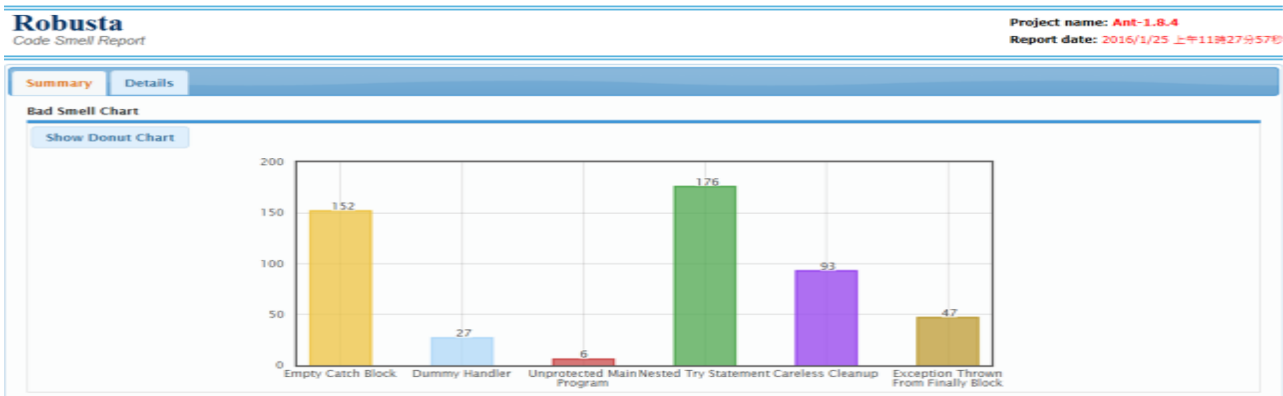 Robusta
Code Smell Report
Project name: Ant-1.8.4
Report date: 2016/1/25 上午11時27分57秒
Summary
Details
Bad Smell Chart
Show Donut Chart
200
150
100
50
0
152
27
6
176
93
47
Empty Catch Block
Dummy Handler
Unprotected Main
Program
Nested Try Statement
Careless Cleanup
Exception Thrown
From Finally Block